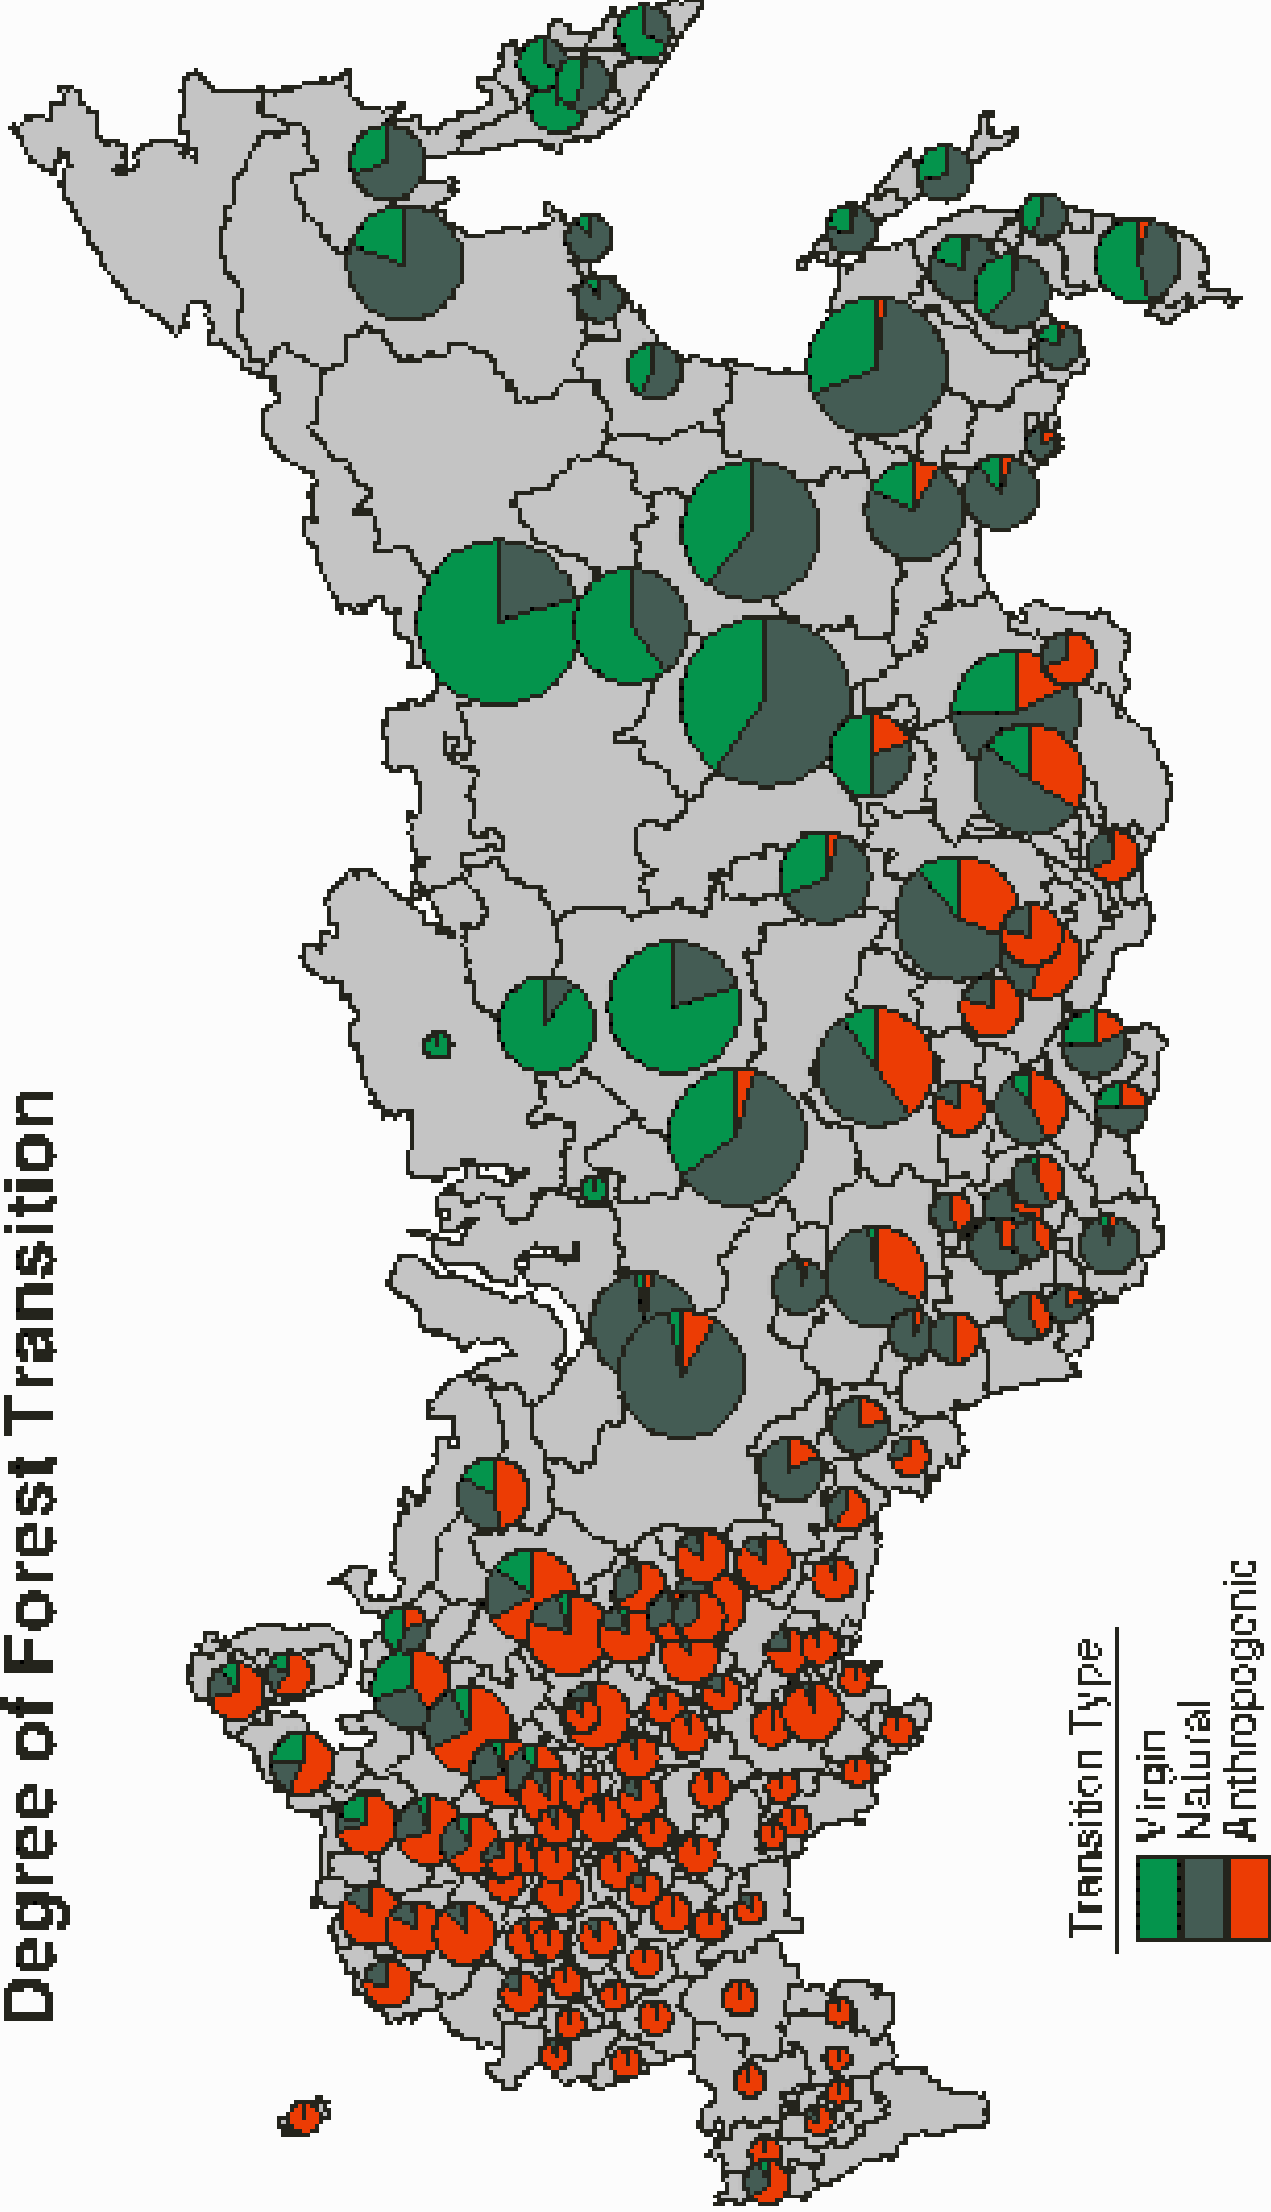 Degree of Forest Transition
Transition Type
Virgin
Natural
Anthropogenic